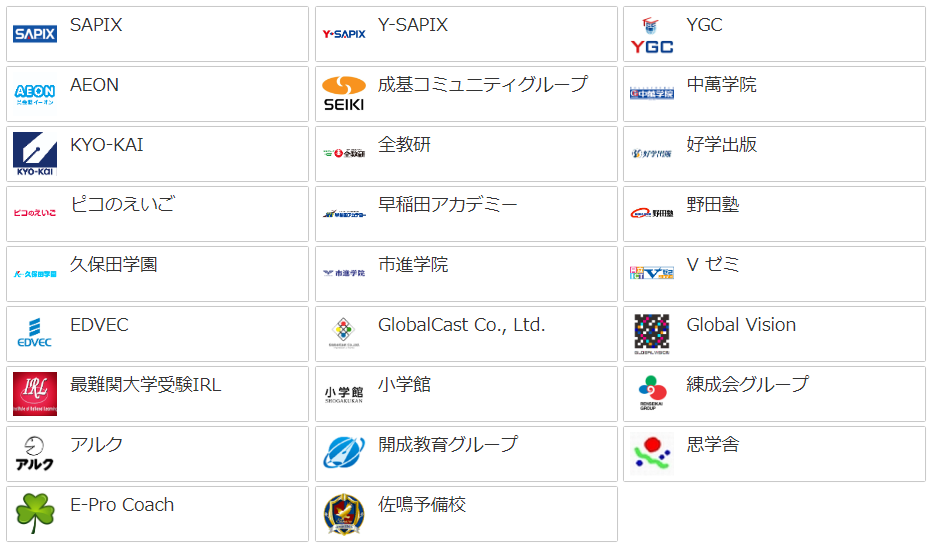 SAPIX
SAPIX
Y-SAPIX
Y-SAPIX
YGC
YGC
AEON
AEON
SEIKI
成基コミュニティグループ
中萬学院
中萬学院
KYO-KAI
KYO-KAI
全教研
全教研
好学出版
好学出版
ピコのえいご
ピコのえいご
早稲田アカデミー
早稲田アカデミー
野田塾
野田塾
久保田学園
久保田学園
市進学院
市進学院
Vゼミ
V ゼミ
EDVEC
EDVEC
GlobalCast Co., Ltd.
Global Vision
IRL
最難関大学受験IRL
小学館
SHOGAKUKAN
小学館
RENSEIKAI
GROUP
練成会グループ
アルク
アルク
開成教育グループ
思学舎
E-Pro Coach
佐鳴予備校